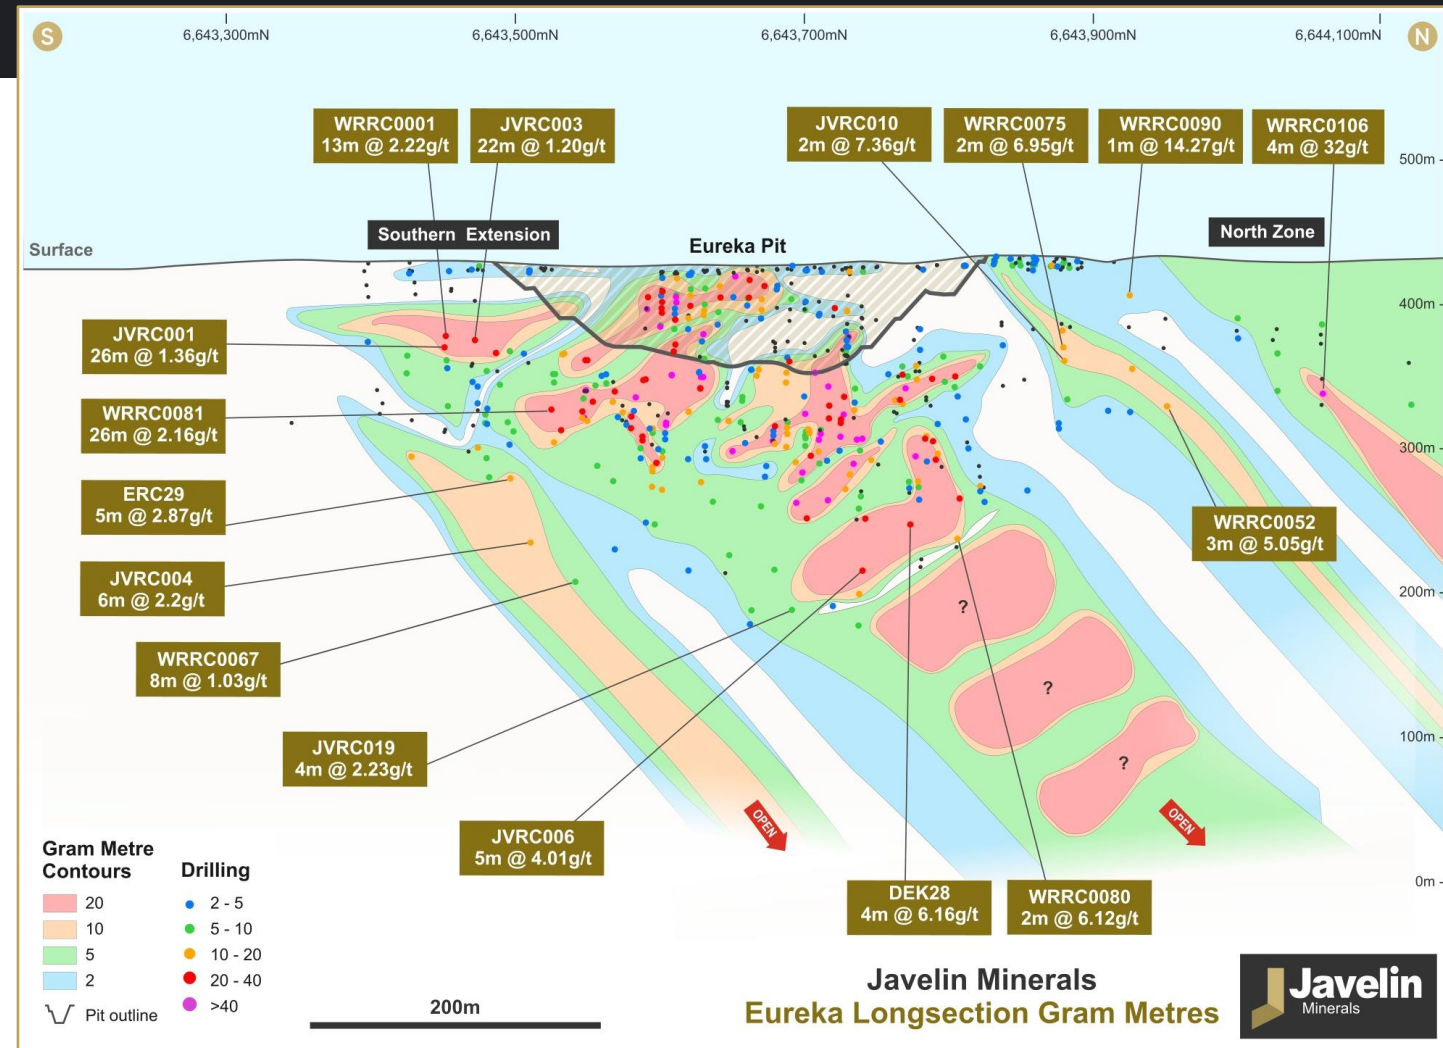 S
6,643,300mN
6,643,500mN
6,643,700mN
6,643,900mN
6,644,100mN
N
WRRC0001
13m @ 2.22g/t
JVRC003
22m @ 1.20g/t
JVRC010
2m @ 7.36g/t
WRRC0075
2m @ 6.95g/t
WRRC0090
1m @ 14.27g/t
WRRC0106
4m @ 32g/t
500m
Surface
Southern Extension
Eureka Pit
North Zone
400m
JVRC001
26m @ 1.36g/t
WRRC0081
26m @ 2.16g/t
300m
ERC29
5m @ 2.87g/t
WRRC0052
3m @ 5.05g/t
JVRC004
6m @ 2.2g/t
200m
?
WRRC0067
8m @ 1.03g/t
?
JVRC019
4m @ 2.23g/t
100m
?
OPEN
OPEN
JVRC006
5m @ 4.01g/t
DEK28
4m @ 6.16g/t
WRRC0080
2m @ 6.12g/t
0m
Gram Metre
Contours
20
10
5
2
Pit outline
Drilling
2 - 5
5 - 10
10 - 20
20 - 40
>40
200m
Javelin Minerals
Eureka Longsection Gram Metres
Javelin
Minerals